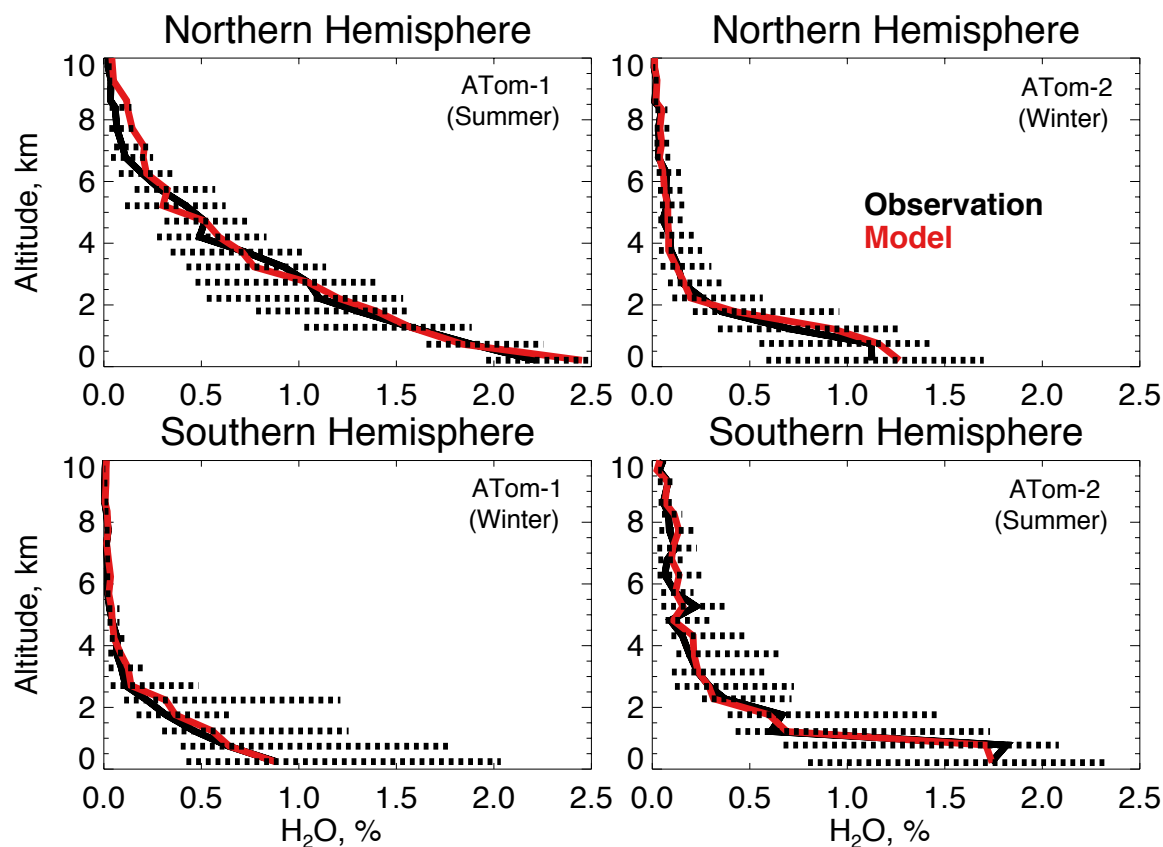 Northern Hemisphere
10
8
6
4
2
0
Altitude, km
ATom-1
(Summer)
0.0 0.5 1.0 1.5 2.0 2.5
Northern Hemisphere
10
8
6
4
2
0
ATom-2
(Winter)
Observation
Model
0.0 0.5 1.0 1.5 2.0 2.5
Southern Hemisphere
10
8
6
4
2
0
Altitude, km
ATom-1
(Winter)
0.0 0.5 1.0 1.5 2.0 2.5
H₂O, %
Southern Hemisphere
10
8
6
4
2
0
ATom-2
(Summer)
0.0 0.5 1.0 1.5 2.0 2.5
H₂O, %